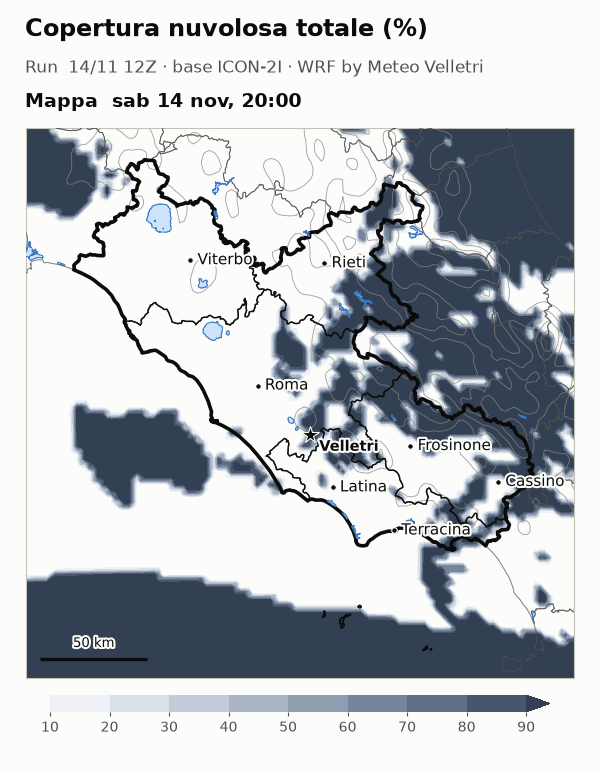 Copertura nuvolosa totale (%)
Run  14/11 12Z · base ICON-2I · WRF by Meteo Velletri
Mappa  sab 14 nov, 20:00
Viterbo
Rieti
Roma
Velletri
Frosinone
Latina
Cassino
Terracina
50 km
10 20 30 40 50 60 70 80 90